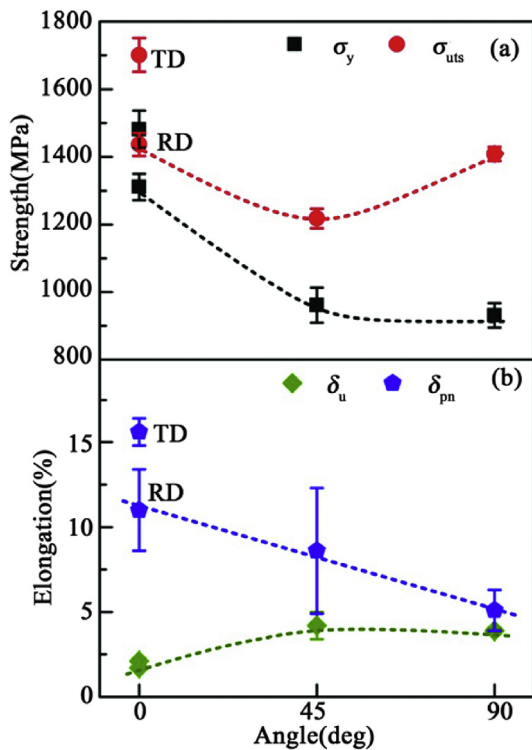 1800
σy
σuts
(a)
TD
1600
RD
1400
1200
1000
800
Strength(MPa)
δu
δpn
(b)
15
TD
RD
10
5
0
Elongation(%)
0
45
90
Angle(deg)